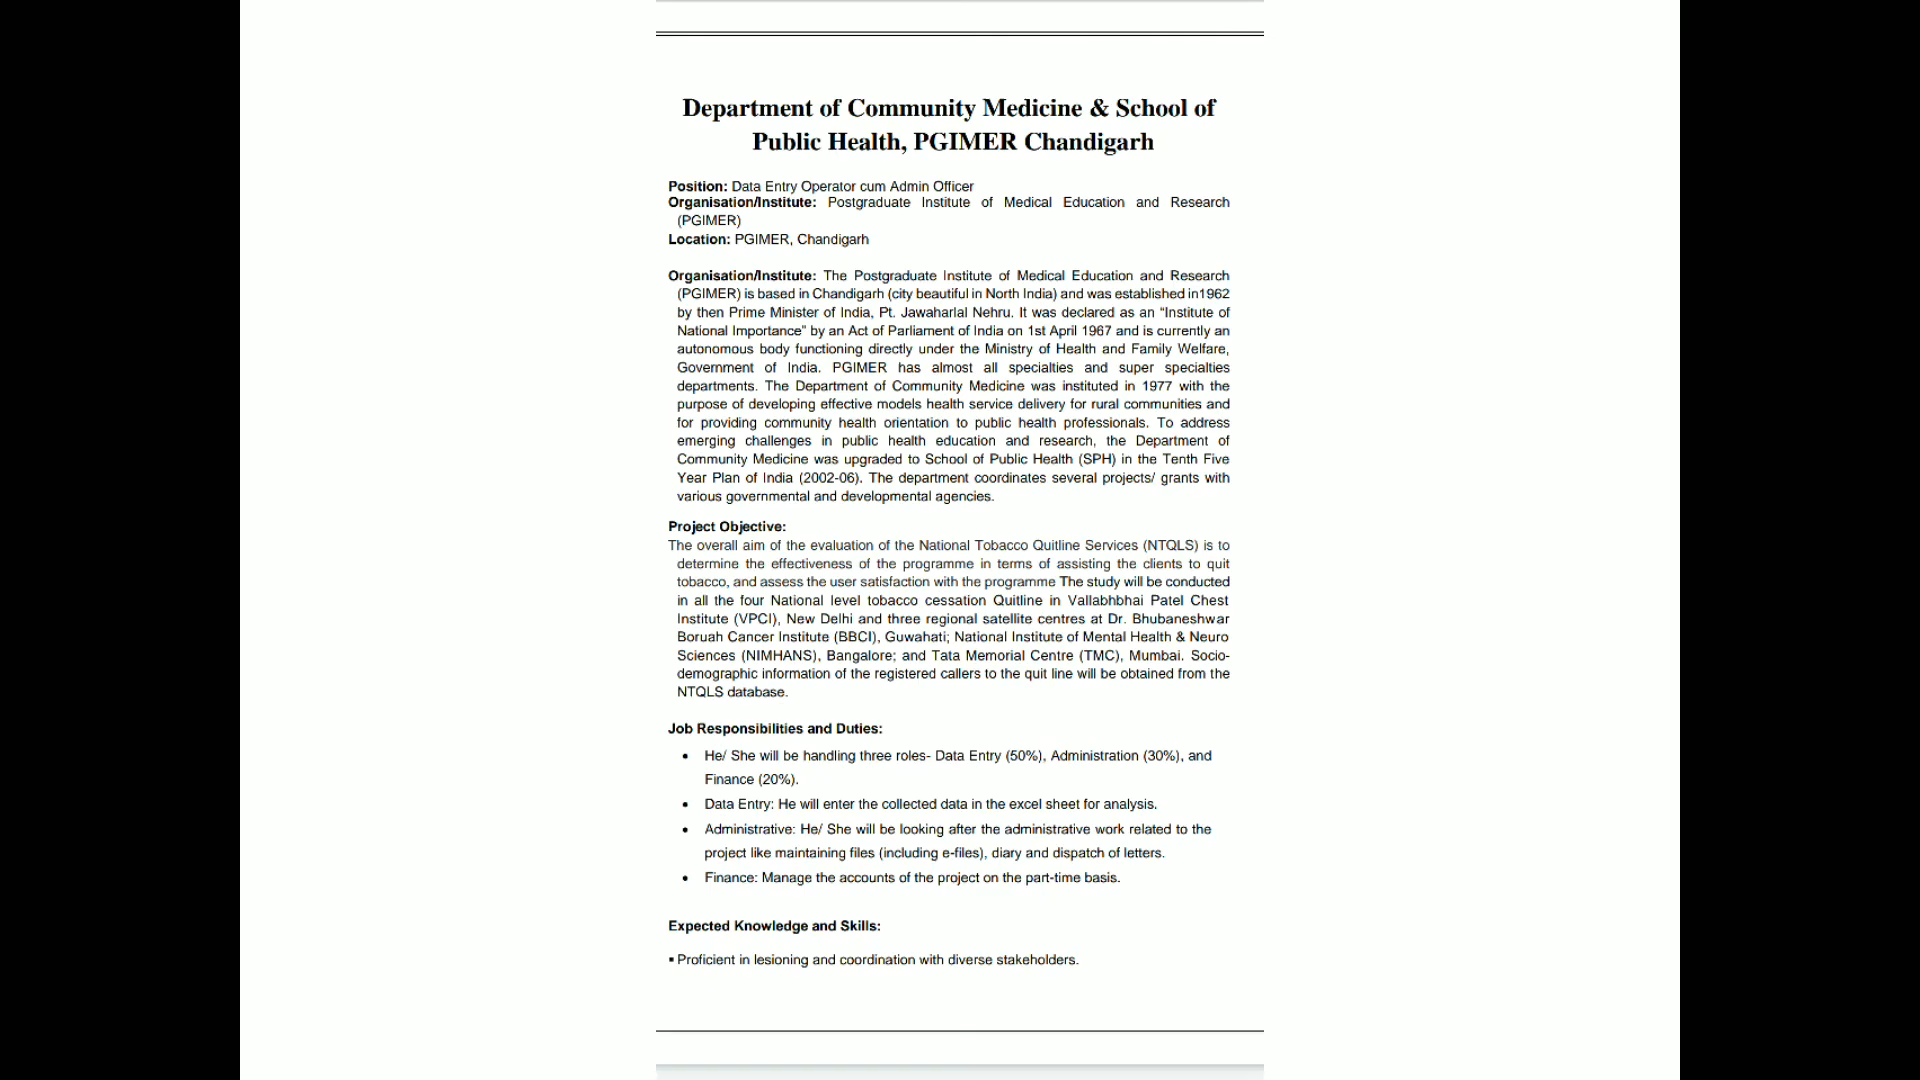 Department of Community Medicine & School of
Public Health, PGIMER Chandigarh
Position: Data Entry Operator cum Admin Officer
Organisation/Institute: Postgraduate Institute of Medical Education and Research
(PGIMER)
Location: PGIMER, Chandigarh
Organisation/Institute: The Postgraduate Institute of Medical Education and Research
(PGIMER) is based in Chandigarh (city beautiful in North India) and was established in1962
by then Prime Minister of India, Pt. Jawaharlal Nehru. It was declared as an “Institute of
National Importance” by an Act of Parliament of India on 1st April 1967 and is currently an
autonomous body functioning directly under the Ministry of Health and Family Welfare,
Government of India. PGIMER has almost all specialties and super specialties
departments. The Department of Community Medicine was instituted in 1977 with the
purpose of developing effective models health service delivery for rural communities and
for providing community health orientation to public health professionals. To address
emerging challenges in public health education and research, the Department of
Community Medicine was upgraded to School of Public Health (SPH) in the Tenth Five
Year Plan of India (2002-06). The department coordinates several projects/ grants with
various governmental and developmental agencies.
Project Objective:
The overall aim of the evaluation of the National Tobacco Quitline Services (NTQLS) is to
determine the effectiveness of the programme in terms of assisting the clients to quit
tobacco, and assess the user satisfaction with the programme The study will be conducted
in all the four National level tobacco cessation Quitline in Vallabhbhai Patel Chest
Institute (VPCI), New Delhi and three regional satellite centres at Dr. Bhubaneshwar
Boruah Cancer Institute (BBCI), Guwahati; National Institute of Mental Health & Neuro
Sciences (NIMHANS), Bangalore; and Tata Memorial Centre (TMC), Mumbai. Socio-
demographic information of the registered callers to the quit line will be obtained from the
NTQLS database.
Job Responsibilities and Duties:
• He/ She will be handling three roles- Data Entry (50%), Administration (30%), and
Finance (20%).
• Data Entry: He will enter the collected data in the excel sheet for analysis.
• Administrative: He/ She will be looking after the administrative work related to the
project like maintaining files (including e-files), diary and dispatch of letters.
• Finance: Manage the accounts of the project on the part-time basis.
Expected Knowledge and Skills:
▪ Proficient in lesioning and coordination with diverse stakeholders.